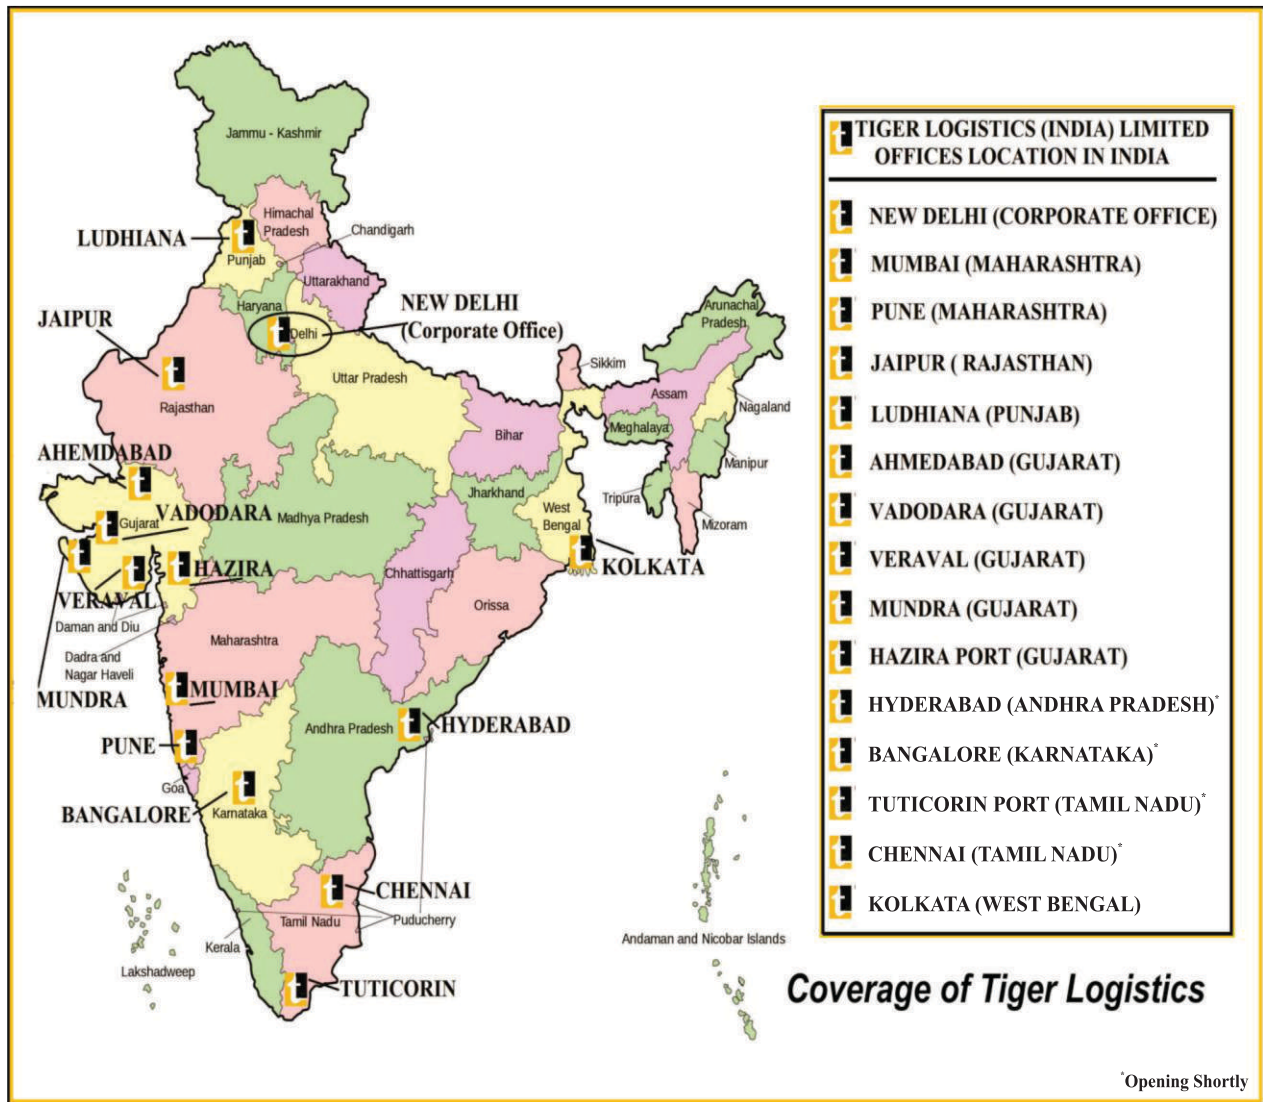 Jammu - Kashmir
Himachal
Pradesh
Chandigarh
LUDHIANA
Punjab
Uttarakhand
Haryana
NEW DELHI
(Corporate Office)
Delhi
JAIPUR
Rajasthan
Uttar Pradesh
Arunachal
Pradesh
Sikkim
Assam
Nagaland
Bihar
Meghalaya
Manipur
AHEMDABAD
Jharkhand
Tripura
Mizoram
Gujarat
VADODARA
Madhya Pradesh
West
Bengal
HAZIRA
KOLKATA
Chhattisgarh
VERAVAL
Orissa
Daman and Diu
Maharashtra
Dadra and
Nagar Haveli
MUNDRA
MUMBAI
PUNE
Andhra Pradesh
HYDERABAD
Goa
BANGALORE
Karnataka
CHENNAI
Tamil Nadu
Puducherry
Kerala
Lakshadweep
Andaman and Nicobar Islands
TUTICORIN
t TIGER LOGISTICS (INDIA) LIMITED
OFFICES LOCATION IN INDIA
t NEW DELHI (CORPORATE OFFICE)
t MUMBAI (MAHARASHTRA)
t PUNE (MAHARASHTRA)
t JAIPUR ( RAJASTHAN)
t LUDHIANA (PUNJAB)
t AHMEDABAD (GUJARAT)
t VADODARA (GUJARAT)
t VERAVAL (GUJARAT)
t MUNDRA (GUJARAT)
t HAZIRA PORT (GUJARAT)
t HYDERABAD (ANDHRA PRADESH)*
t BANGALORE (KARNATAKA)*
t TUTICORIN PORT (TAMIL NADU)*
t CHENNAI (TAMIL NADU)*
t KOLKATA (WEST BENGAL)
Coverage of Tiger Logistics
*Opening Shortly